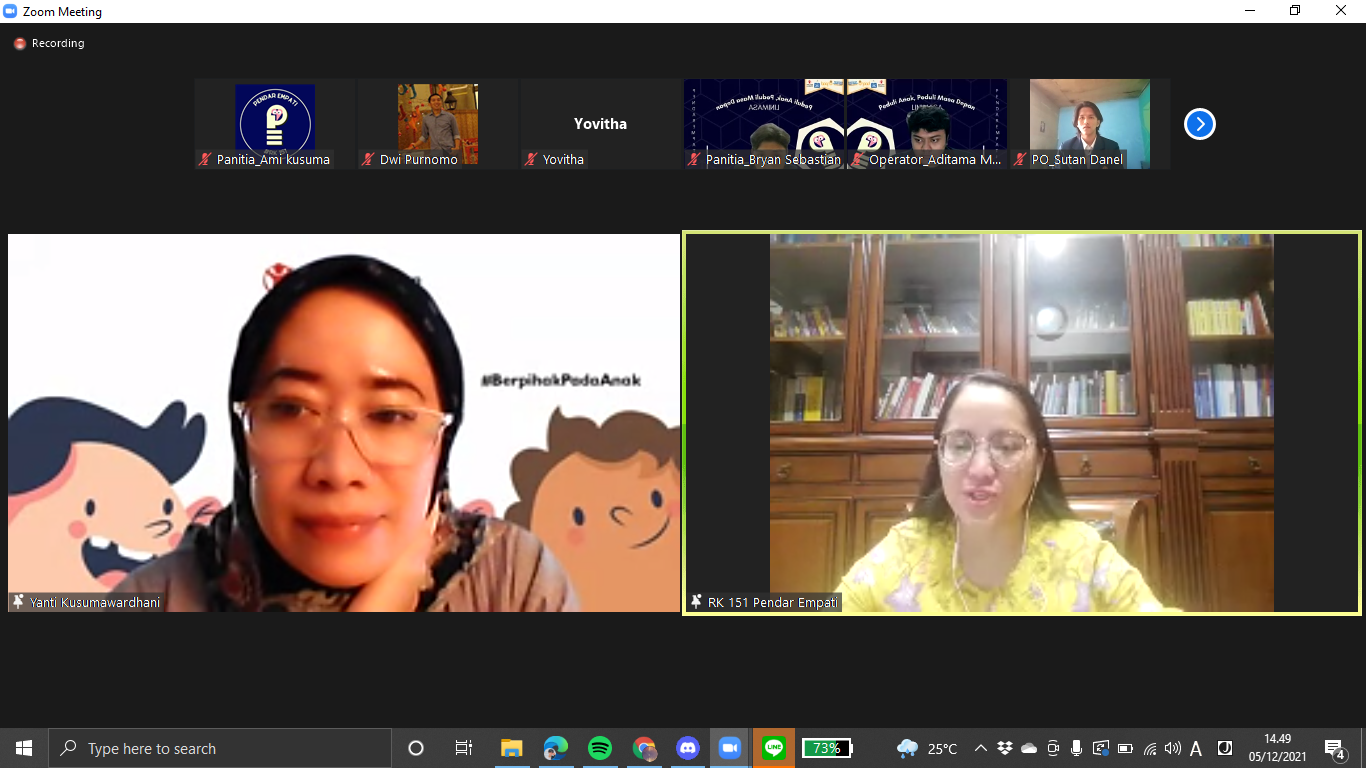 Zoom Meeting
Recording
PENDAR EMPATI
Panitia_Ami kusuma
Dwi Purnomo
Yovitha
Yovitha
Peduli Anak, Peduli Masa Depan
UNMASA
Panitia_Bryan Sebastian
Peduli Anak, Peduli Masa Depan
Operator_Aditama M...
PO_Sutan Danel
#BerpihakPadaAnak
Yanti Kusumawardhani
RK 151 Pendar Empati
Type here to search
73%
25°C
A
J
14.49
05/12/2021
4